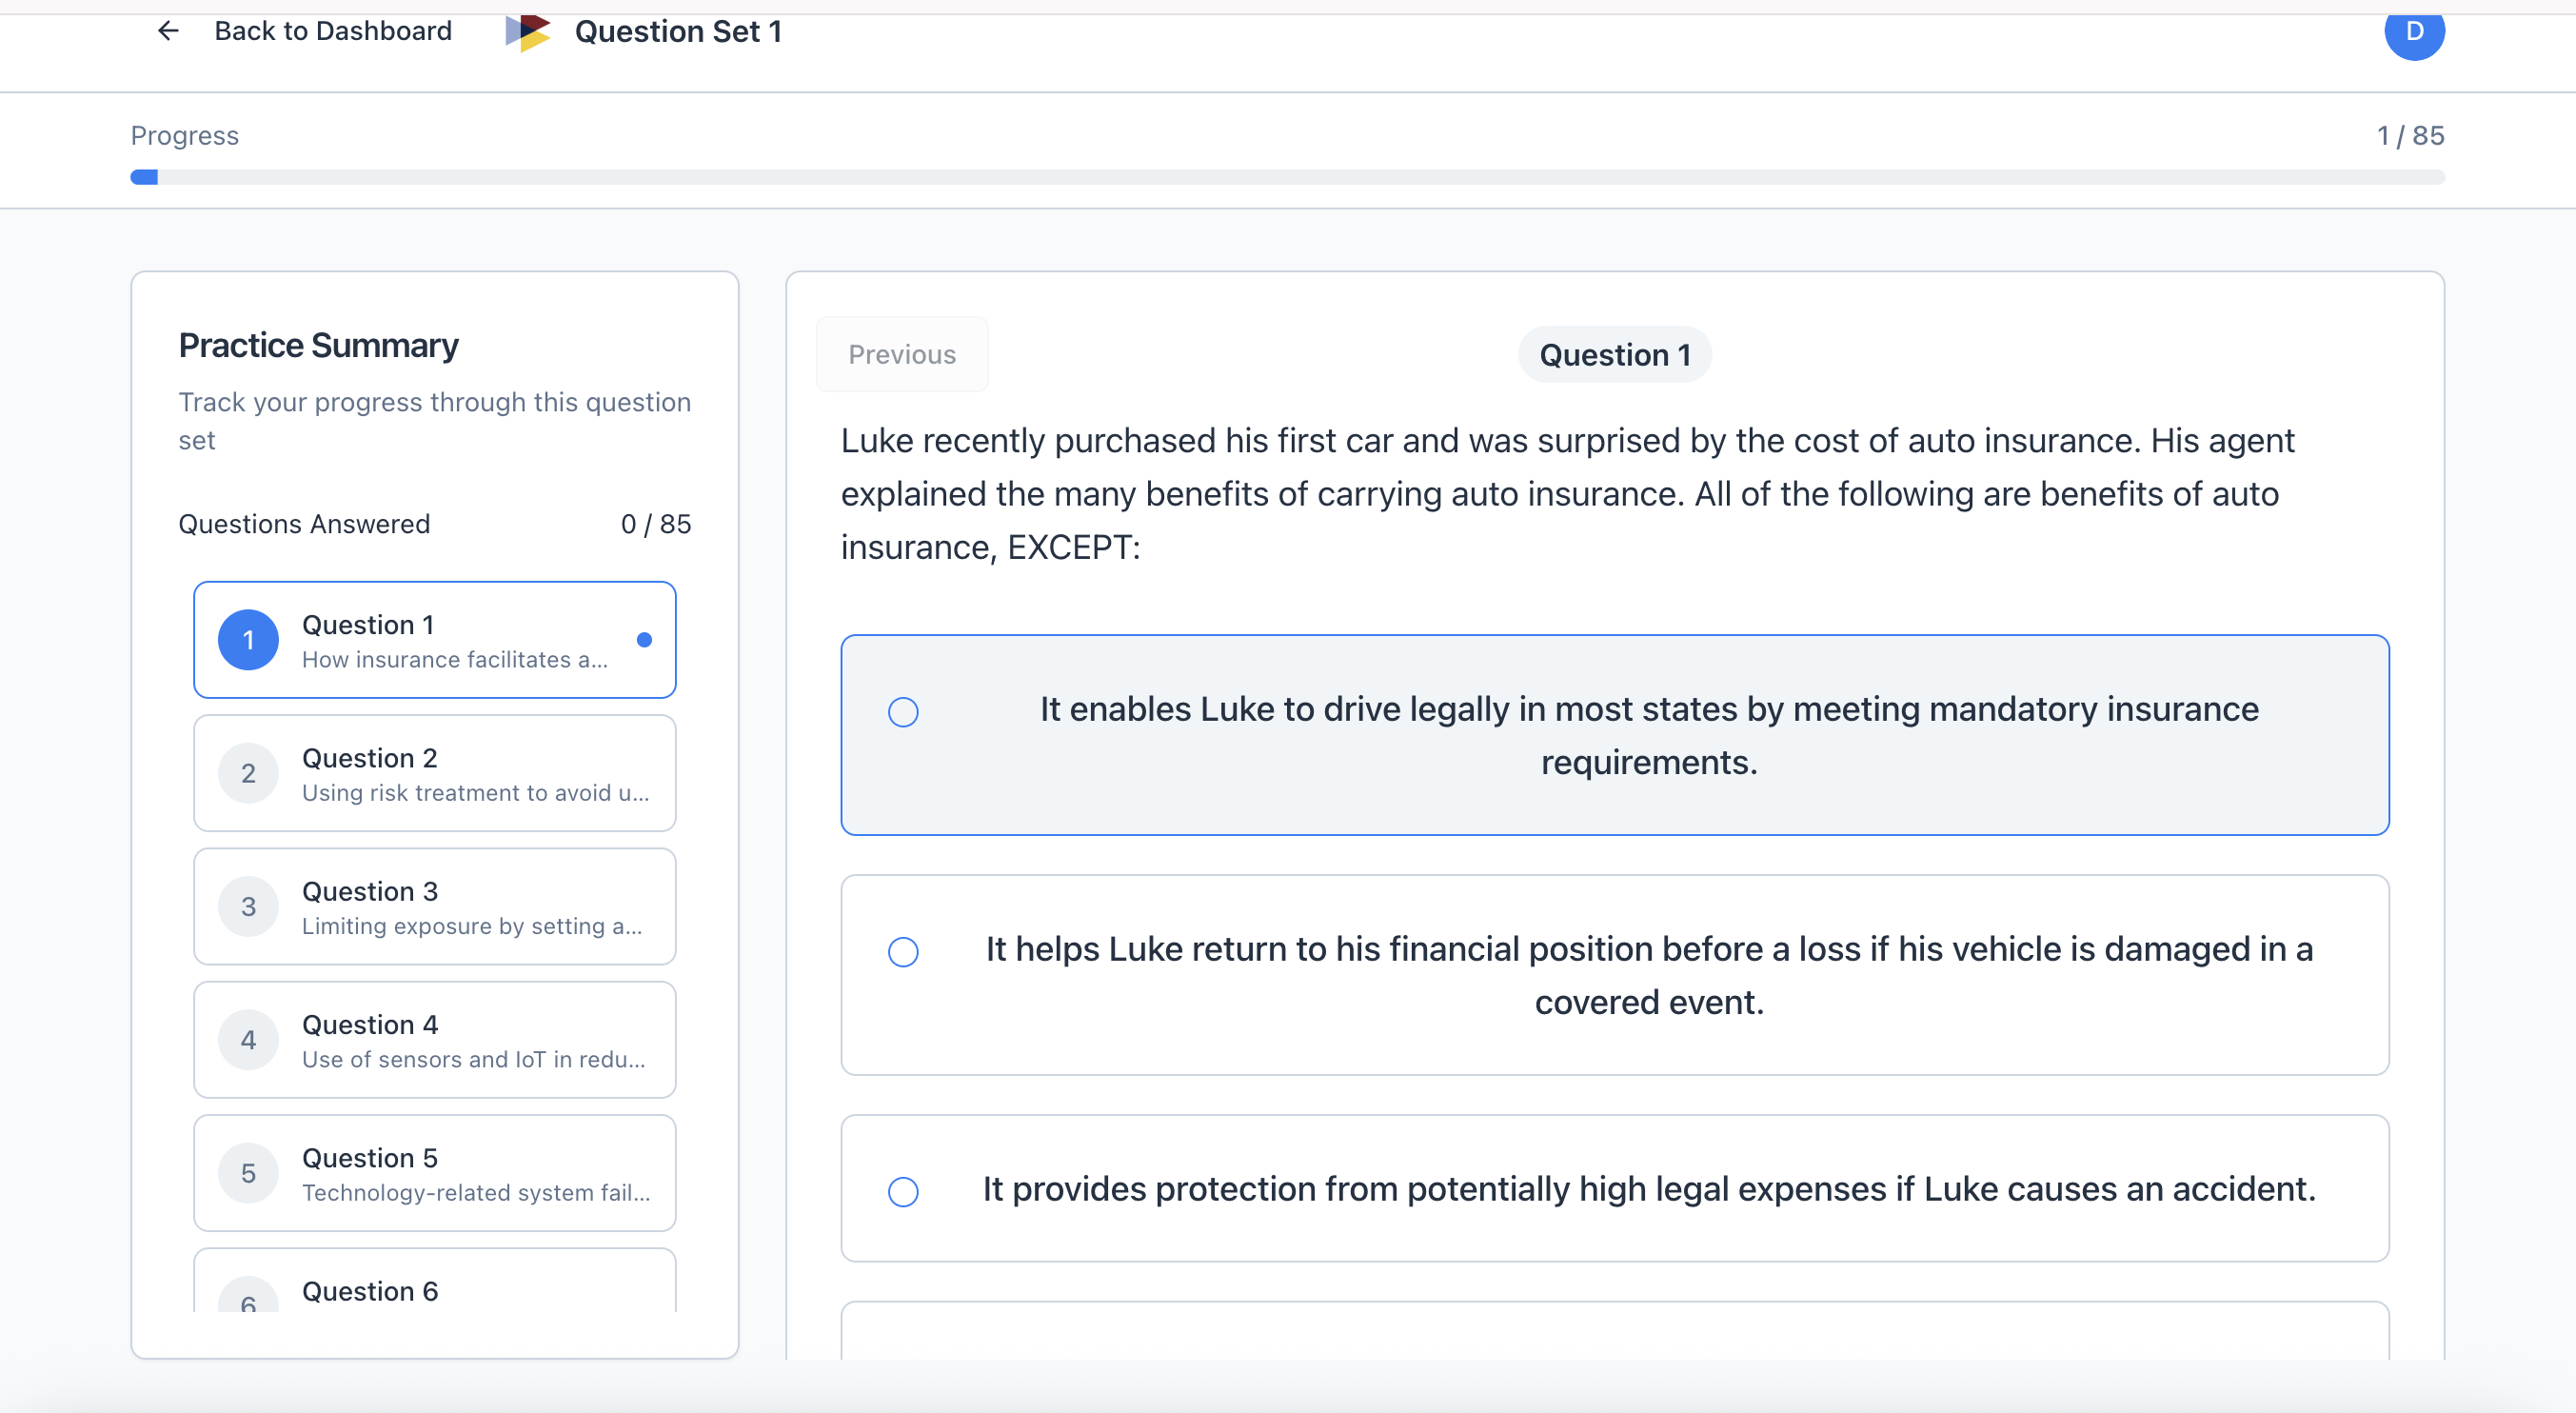 Back to Dashboard
Question Set 1
D
Progress
1 / 85
Practice Summary
Track your progress through this question
set
Questions Answered
0 / 85
1
Question 1
How insurance facilitates a...
2
Question 2
Using risk treatment to avoid u...
3
Question 3
Limiting exposure by setting a...
4
Question 4
Use of sensors and IoT in redu...
5
Question 5
Technology-related system fail...
6
Question 6
Previous
Question 1
Luke recently purchased his first car and was surprised by the cost of auto insurance. His agent
explained the many benefits of carrying auto insurance. All of the following are benefits of auto
insurance, EXCEPT:
It enables Luke to drive legally in most states by meeting mandatory insurance
requirements.
It helps Luke return to his financial position before a loss if his vehicle is damaged in a
covered event.
It provides protection from potentially high legal expenses if Luke causes an accident.